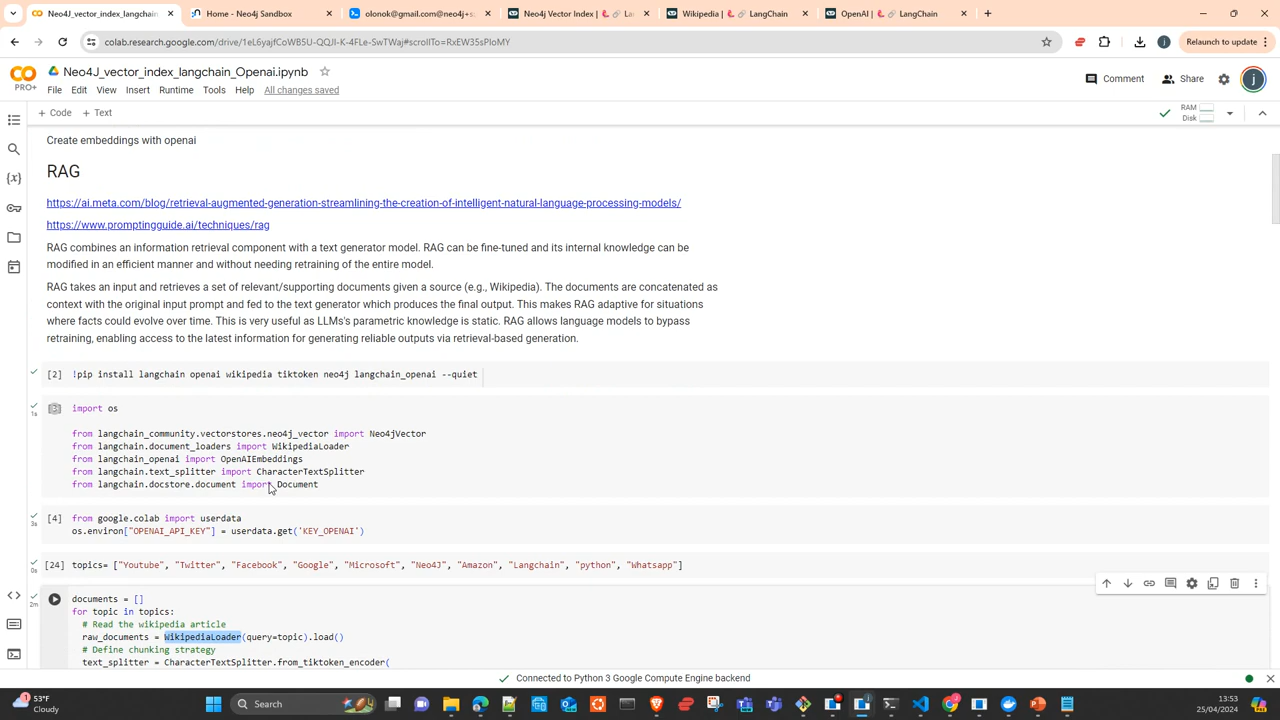 Neo4J_vector_index_langchain_
Home - Neo4j Sandbox
olonok@gmail.com@neo4j+s:
Neo4j Vector Index | 🦜️🔗 La
Wikipedia | 🦜️🔗 LangChain
OpenAI | 🦜️🔗 LangChain
colab.research.google.com/drive/1eL6yajfCoWB5U-QQJI-K-4FLe-SwTWaj#scrollTo=RxEW35sPIoMY
Relaunch to update
PRO+
Neo4J_vector_index_langchain_Openai.ipynb
File Edit View Insert Runtime Tools Help All changes saved
Comment
Share
+ Code + Text
RAM
Disk
Create embeddings with openai
RAG
https://ai.meta.com/blog/retrieval-augmented-generation-streamlining-the-creation-of-intelligent-natural-language-processing-models/
https://www.promptingguide.ai/techniques/rag
RAG combines an information retrieval component with a text generator model. RAG can be fine-tuned and its internal knowledge can be
modified in an efficient manner and without needing retraining of the entire model.
RAG takes an input and retrieves a set of relevant/supporting documents given a source (e.g., Wikipedia). The documents are concatenated as
context with the original input prompt and fed to the text generator which produces the final output. This makes RAG adaptive for situations
where facts could evolve over time. This is very useful as LLMs's parametric knowledge is static. RAG allows language models to bypass
retraining, enabling access to the latest information for generating reliable outputs via retrieval-based generation.
[2] !pip install langchain openai wikipedia tiktoken neo4j langchain_openai --quiet
1s
import os
from langchain_community.vectorstores.neo4j_vector import Neo4jVector
from langchain.document_loaders import WikipediaLoader
from langchain_openai import OpenAIEmbeddings
from langchain.text_splitter import CharacterTextSplitter
from langchain.docstore.document import Document
3s
[4] from google.colab import userdata
os.environ["OPENAI_API_KEY"] = userdata.get('KEY_OPENAI')
0s
[24] topics= ["Youtube", "Twitter", "Facebook", "Google", "Microsoft", "Neo4J", "Amazon", "Langchain", "python", "Whatsapp"]
2m
documents = []
for topic in topics:
# Read the wikipedia article
raw_documents = WikipediaLoader(query=topic).load()
# Define chunking strategy
text_splitter = CharacterTextSplitter.from_tiktoken_encoder(
Connected to Python 3 Google Compute Engine backend
53°F
Cloudy
Search
13:53
25/04/2024